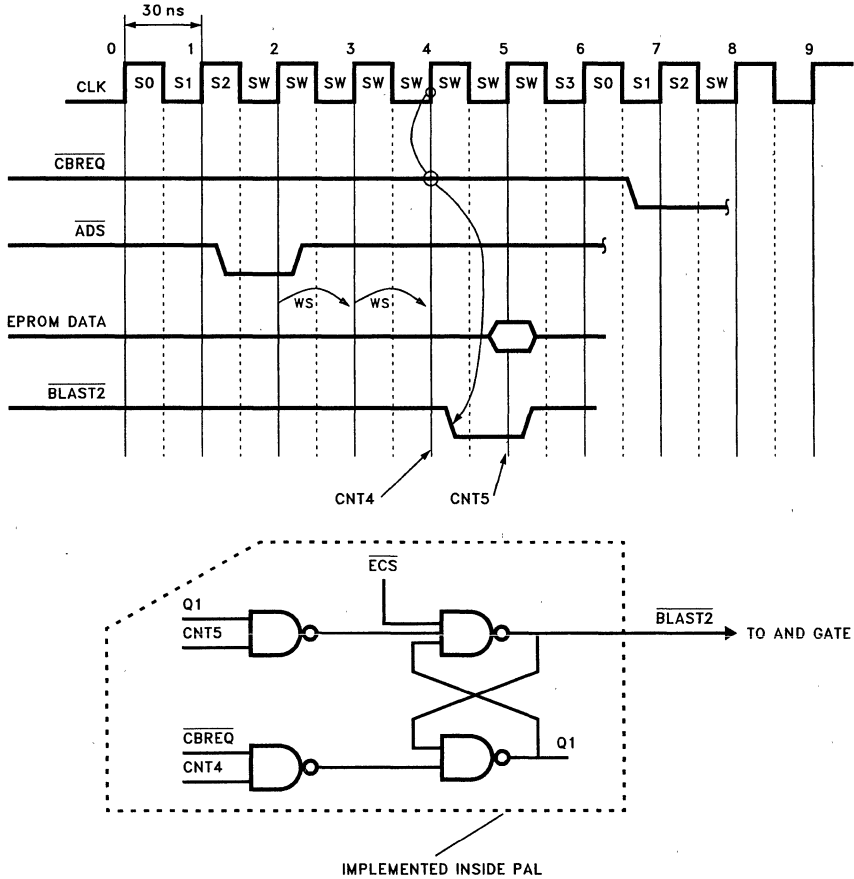 30 ns
0 1 2 3 4 5 6 7 8 9
CLK S0 S1 S2 SW SW SW SW SW SW SW SW S3 S0 S1 S2 SW
CBREQ
ADS
WS WS
EPROM DATA
BLAST2
CNT4 CNT5
ECS
Q1
CNT5
BLAST2
TO AND GATE
CBREQ
CNT4
Q1
IMPLEMENTED INSIDE PAL